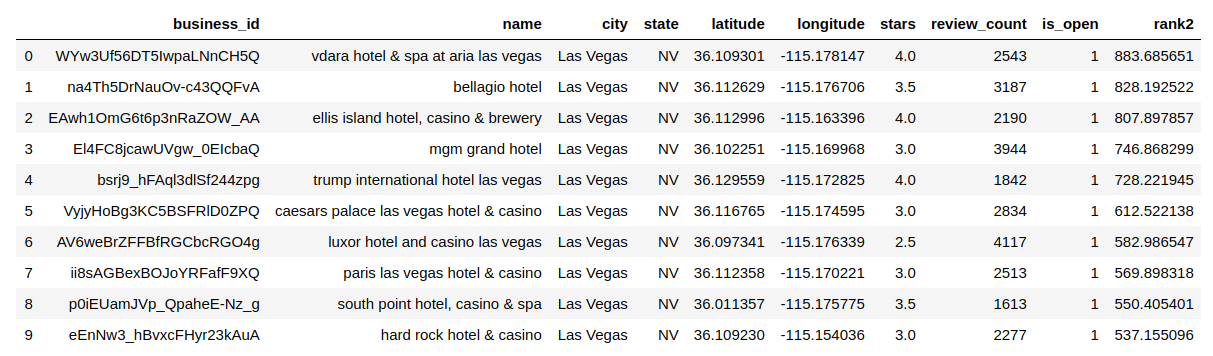 business_id name city state latitude longitude stars review_count is_open rank2
0 WYw3Uf56DT5IwpaLNnCH5Q vdara hotel & spa at aria las vegas Las Vegas NV 36.109301 -115.178147 4.0 2543 1 883.685651
1 na4Th5DrNauOv-c43QQFvA bellagio hotel Las Vegas NV 36.112629 -115.176706 3.5 3187 1 828.192522
2 EAwh1OmG6t6p3nRaZOW_AA ellis island hotel, casino & brewery Las Vegas NV 36.112996 -115.163396 4.0 2190 1 807.897857
3 El4FC8jcawUVgw_0EIcbaQ mgm grand hotel Las Vegas NV 36.102251 -115.169968 3.0 3944 1 746.868299
4 bsrj9_hFAql3dlSf244zpg trump international hotel las vegas Las Vegas NV 36.129559 -115.172825 4.0 1842 1 728.221945
5 VyjyHoBg3KC5BSFRlD0ZPQ caesars palace las vegas hotel & casino Las Vegas NV 36.116765 -115.174595 3.0 2834 1 612.522138
6 AV6weBrZFFBfRGCbcRGO4g luxor hotel and casino las vegas Las Vegas NV 36.097341 -115.176339 2.5 4117 1 582.986547
7 ii8sAGBexBOJoYRFafF9XQ paris las vegas hotel & casino Las Vegas NV 36.112358 -115.170221 3.0 2513 1 569.898318
8 p0iEUamJVp_QpaheE-Nz_g south point hotel, casino & spa Las Vegas NV 36.011357 -115.175775 3.5 1613 1 550.405401
9 eEnNw3_hBvxcFHyr23kAuA hard rock hotel & casino Las Vegas NV 36.109230 -115.154036 3.0 2277 1 537.155096